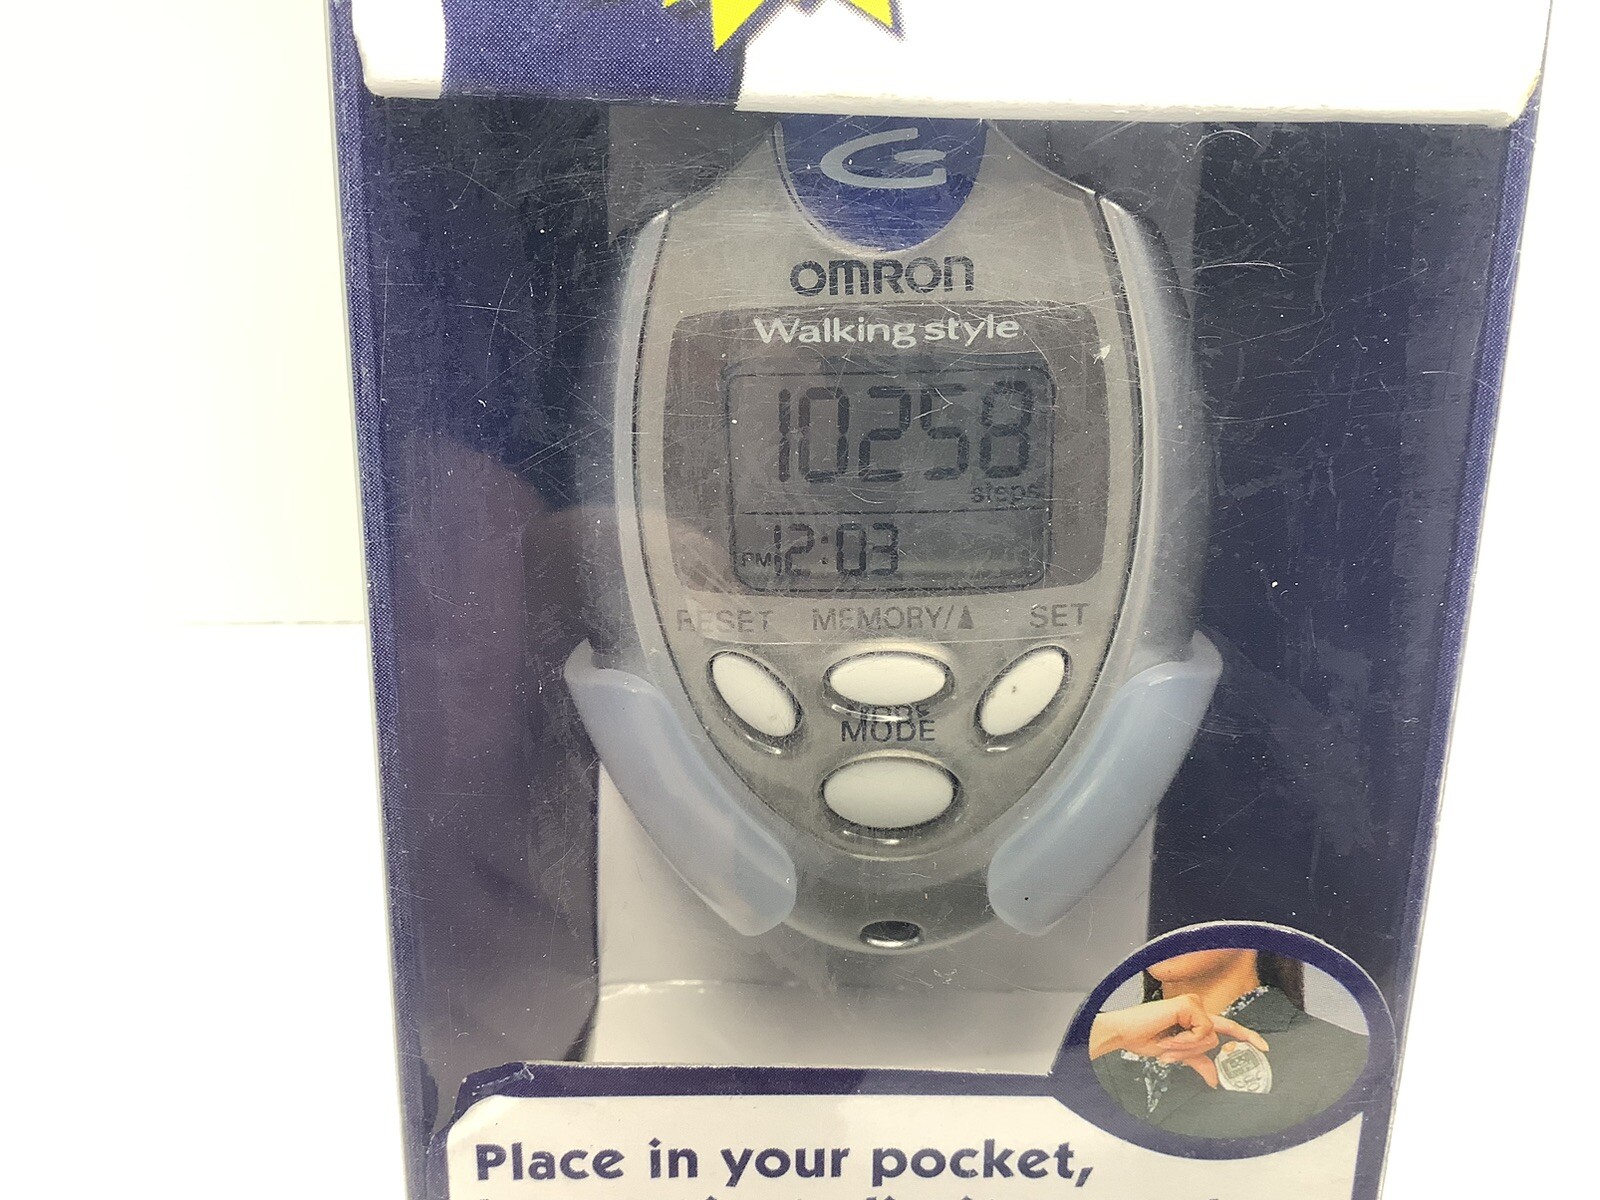 OMRON
Walking style
10258
steps
PM 12:03
RESET MEMORY/▲ SET
MODE
Place in your pocket,